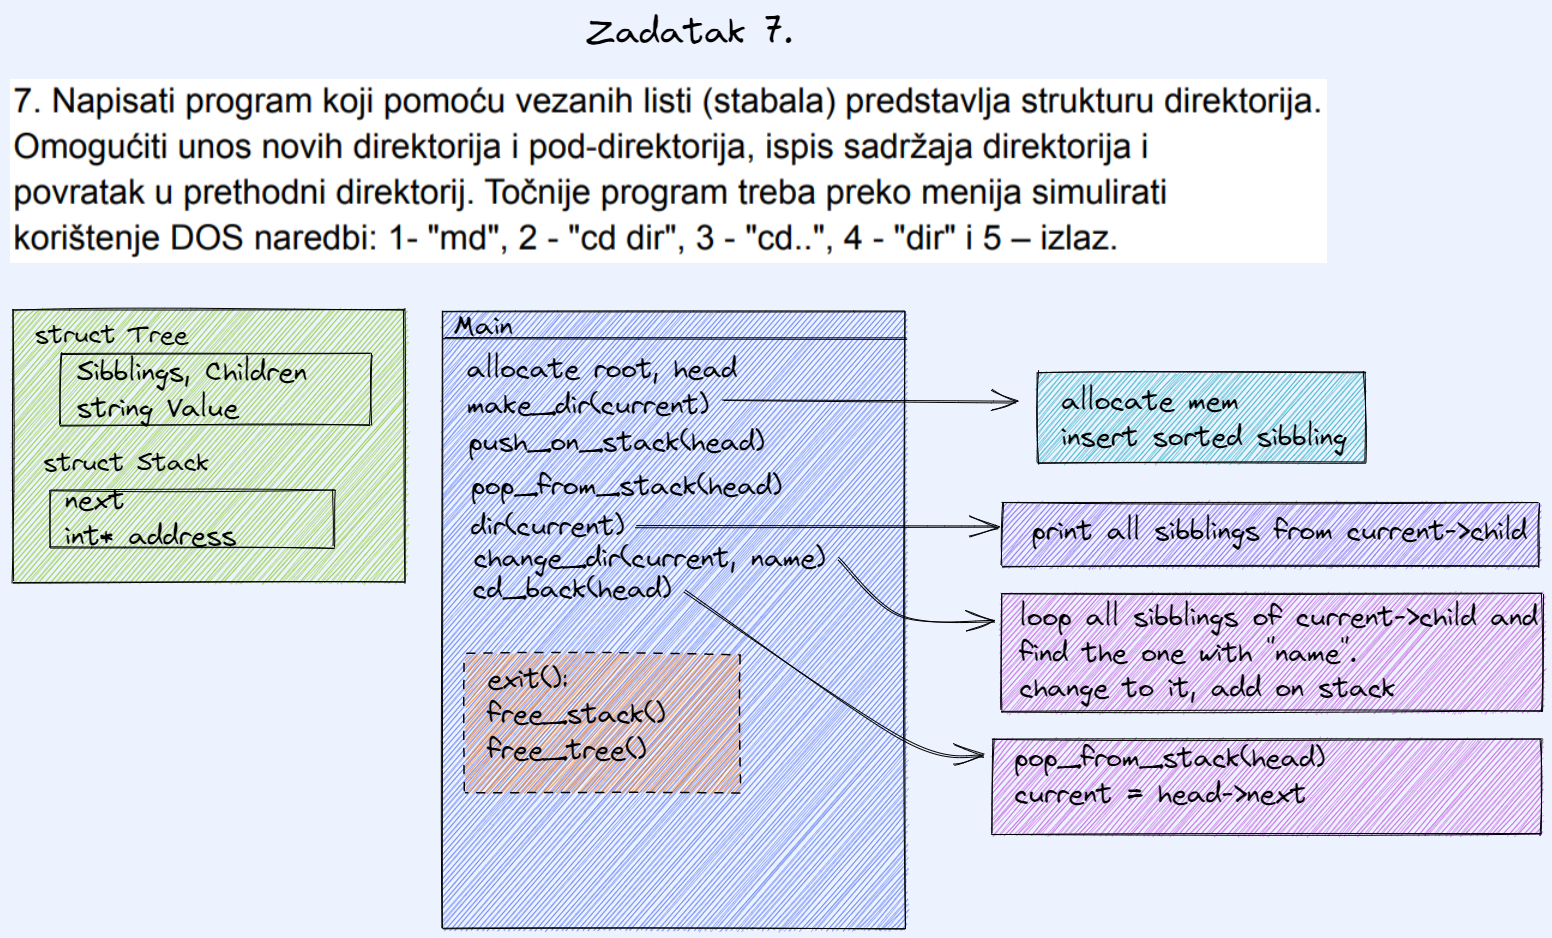 Zadatak 7.
7. Napisati program koji pomoću vezanih listi (stabala) predstavlja strukturu direktorija.
Omogućiti unos novih direktorija i pod-direktorija, ispis sadržaja direktorija i
povratak u prethodni direktorij. Točnije program treba preko menija simulirati
korištenje DOS naredbi: 1- "md", 2 - "cd dir", 3 - "cd..", 4 - "dir" i 5 – izlaz.
struct Tree
Sibblings, Children
string Value
struct Stack
next
int* address
Main
allocate root, head
make_dir(current)
push_on_stack(head)
pop_from_stack(head)
dir(current)
change_dir(current, name)
cd_back(head)
exit():
free_stack()
free_tree()
allocate mem
insert sorted sibbling
print all sibblings from current->child
loop all sibblings of current->child and
find the one with "name".
change to it, add on stack
pop_from_stack(head)
current = head->next